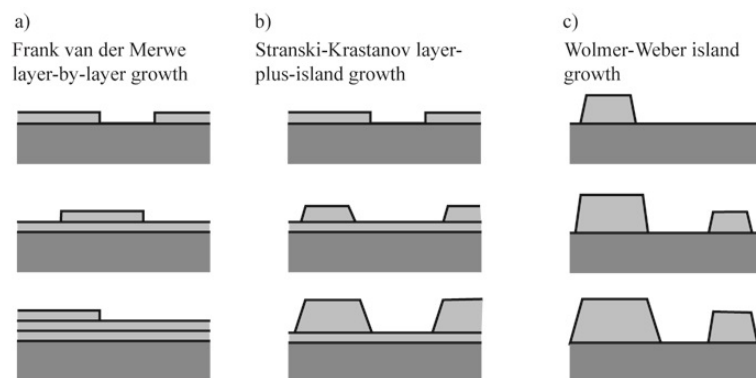 a)
Frank van der Merwe
layer-by-layer growth
b)
Stranski-Krastanov layer-
plus-island growth
c)
Wolmer-Weber island
growth